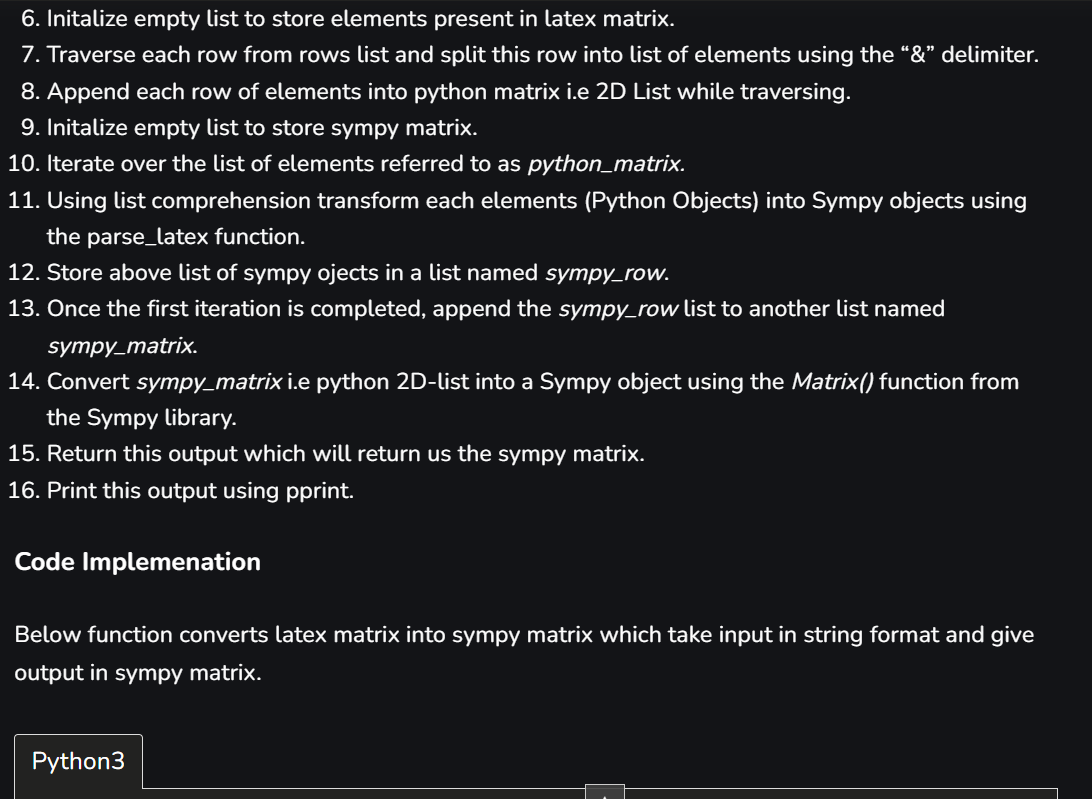 6. Initalize empty list to store elements present in latex matrix.
7. Traverse each row from rows list and split this row into list of elements using the “&” delimiter.
8. Append each row of elements into python matrix i.e 2D List while traversing.
9. Initalize empty list to store sympy matrix.
10. Iterate over the list of elements referred to as python_matrix.
11. Using list comprehension transform each elements (Python Objects) into Sympy objects using
the parse_latex function.
12. Store above list of sympy ojects in a list named sympy_row.
13. Once the first iteration is completed, append the sympy_row list to another list named
sympy_matrix.
14. Convert sympy_matrix i.e python 2D-list into a Sympy object using the Matrix() function from
the Sympy library.
15. Return this output which will return us the sympy matrix.
16. Print this output using pprint.
Code Implemenation
Below function converts latex matrix into sympy matrix which take input in string format and give
output in sympy matrix.
Python3